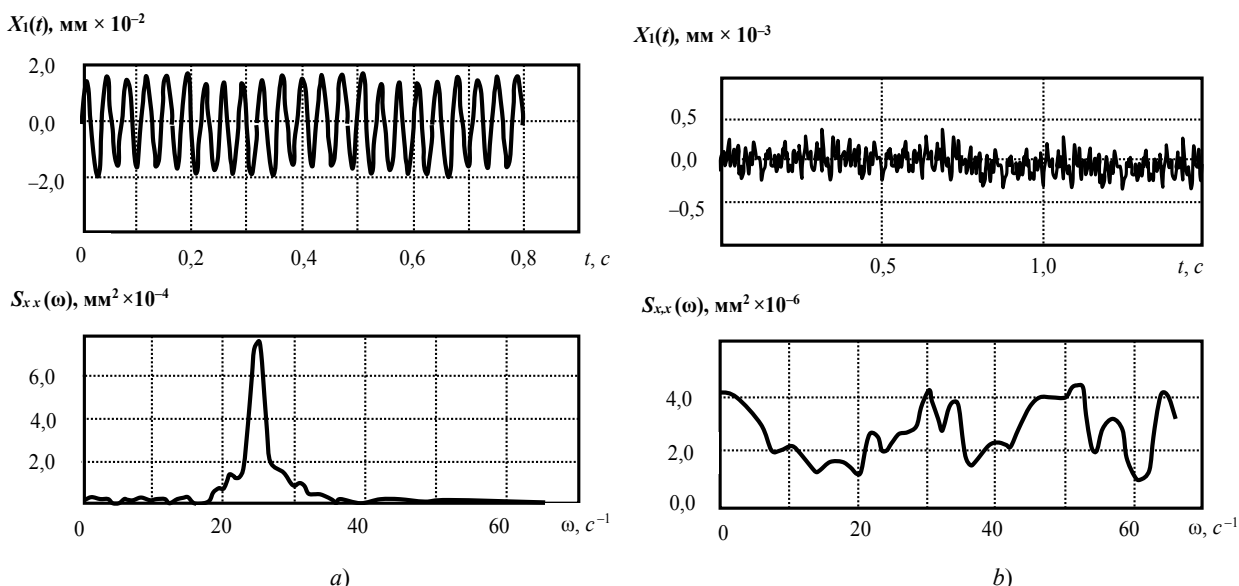 X₁(t), мм × 10⁻²
2,0
0,0
–2,0
0 0,2 0,4 0,6 0,8 t, c
Sₓₓ(ω), мм² ×10⁻⁴
6,0
4,0
2,0
0 20 40 60 ω, c⁻¹
a)
X₁(t), мм × 10⁻³
0,5
0,0
–0,5
0,5 1,0 t, c
Sₓ,ₓ(ω), мм² ×10⁻⁶
4,0
2,0
0,0
0 20 40 60 ω, c⁻¹
b)